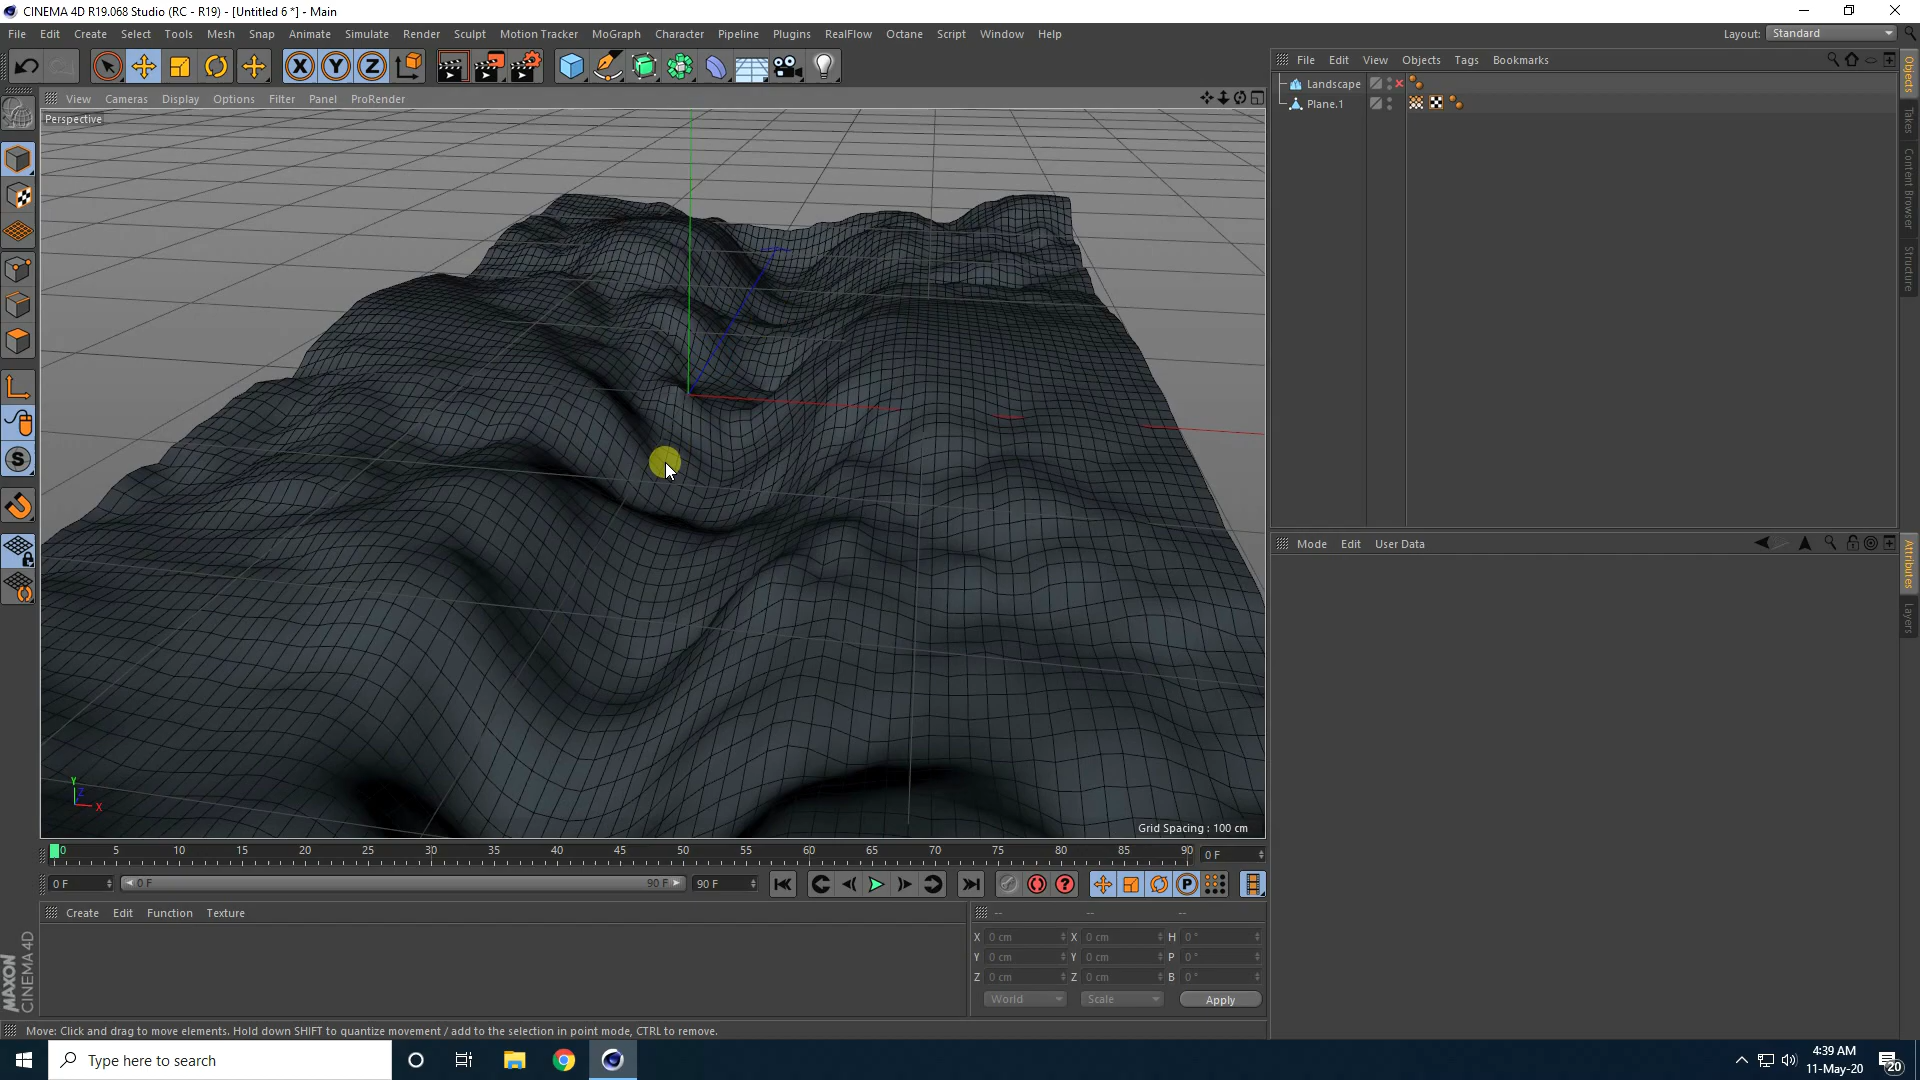 CINEMA 4D R19.068 Studio (RC - R19) - [Untitled 6 *] - Main
File Edit Create Select Tools Mesh Snap Animate Simulate Render Sculpt Motion Tracker MoGraph Character Pipeline Plugins RealFlow Octane Script Window Help
Layout: Standard
File Edit View Objects Tags Bookmarks
View Cameras Display Options Filter Panel ProRender
Perspective
Landscape
Plane.1
Objects
Takes
Content Browser
Structure
Mode Edit User Data
Attributes
Layers
Y
Z
X
Grid Spacing : 100 cm
0 5 10 15 20 25 30 35 40 45 50 55 60 65 70 75 80 85 90
0 F
0 F
0 F
90 F
90 F
Create Edit Function Texture
-- -- --
X 0 cm X 0 cm H 0 °
Y 0 cm Y 0 cm P 0 °
Z 0 cm Z 0 cm B 0 °
World Scale Apply
MAXON
CINEMA 4D
Move: Click and drag to move elements. Hold down SHIFT to quantize movement / add to the selection in point mode, CTRL to remove.
Type here to search
4:39 AM
11-May-20
20